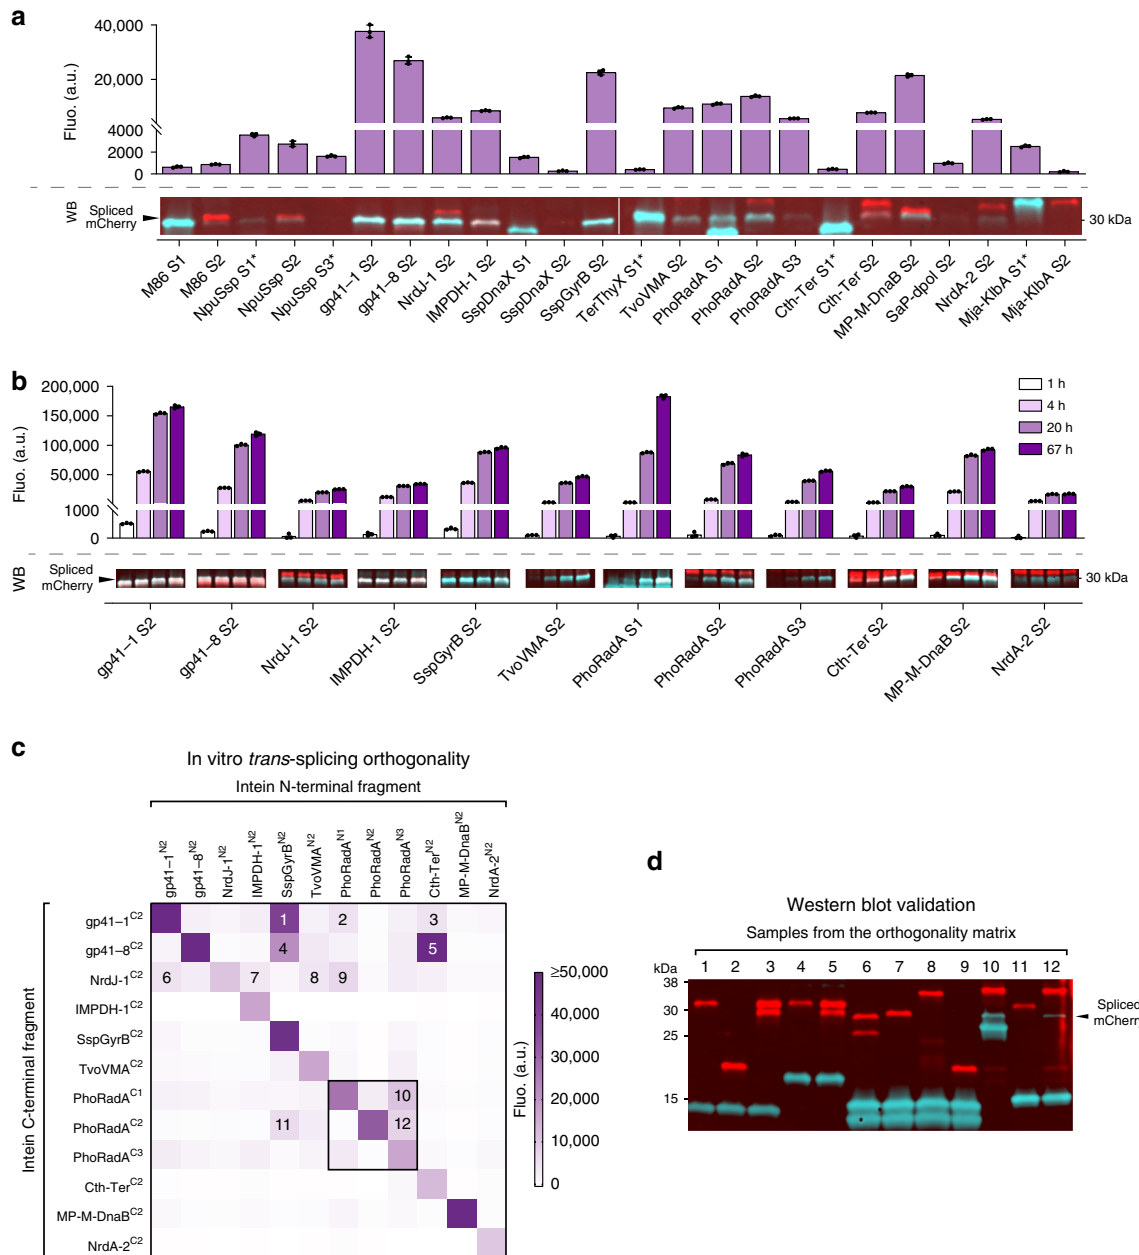 a
40,000
20,000
4000
2000
0
Fluo. (a.u.)
WB
Spliced
mCherry
30 kDa
M86 S1
M86 S2
NpuSsp S1*
NpuSsp S2
NpuSsp S3*
gp41–1 S2
gp41–8 S2
NrdJ-1 S2
IMPDH-1 S2
SspDnaX S1
SspDnaX S2
SspGyrB S2
TerThyX S1*
TvoVMA S2
PhoRadA S1
PhoRadA S2
PhoRadA S3
Cth-Ter S1*
Cth-Ter S2
MP-M-DnaB S2
SaP-dpol S2
NrdA-2 S2
Mja-KlbA S1*
Mja-KlbA S2
b
200,000
150,000
100,000
50,000
1000
0
Fluo. (a.u.)
1 h
4 h
20 h
67 h
WB
Spliced
mCherry
30 kDa
gp41–1 S2
gp41–8 S2
NrdJ-1 S2
IMPDH-1 S2
SspGyrB S2
TvoVMA S2
PhoRadA S1
PhoRadA S2
PhoRadA S3
Cth-Ter S2
MP-M-DnaB S2
NrdA-2 S2
c
In vitro trans-splicing orthogonality
Intein N-terminal fragment
gp41–1N2
gp41–8N2
NrdJ-1N2
IMPDH-1N2
SspGyrBN2
TvoVMAN2
PhoRadAN1
PhoRadAN2
PhoRadAN3
Cth-TerN2
MP-M-DnaBN2
NrdA-2N2
Intein C-terminal fragment
gp41–1C2
gp41–8C2
NrdJ-1C2
IMPDH-1C2
SspGyrBC2
TvoVMAC2
PhoRadAC1
PhoRadAC2
PhoRadAC3
Cth-TerC2
MP-M-DnaBC2
NrdA-2C2
1 2 3
4 5
6 7 8 9
10
11 12
≥50,000
40,000
30,000
20,000
10,000
0
Fluo. (a.u.)
d
Western blot validation
Samples from the orthogonality matrix
kDa 1 2 3 4 5 6 7 8 9 10 11 12
38
30
25
15
Spliced
mCherry